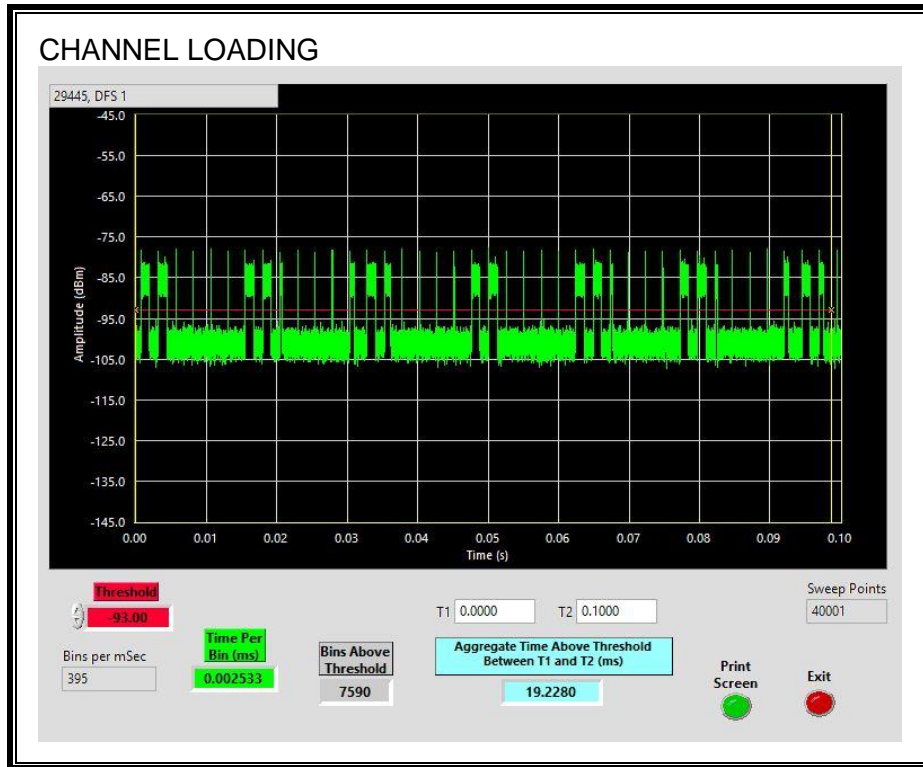 CHANNEL LOADING
29445, DFS 1
-45.0
-55.0
-65.0
-75.0
-85.0
-95.0
-105.0
-115.0
-125.0
-135.0
-145.0
Amplitude (dBm)
0.00 0.01 0.02 0.03 0.04 0.05 0.06 0.07 0.08 0.09 0.10
Time (s)
Threshold
-93.00
T1 0.0000 T2 0.1000
Sweep Points
40001
Bins per mSec
395
Time Per
Bin (ms)
0.002533
Bins Above
Threshold
7590
Aggregate Time Above Threshold
Between T1 and T2 (ms)
19.2280
Print
Screen
Exit